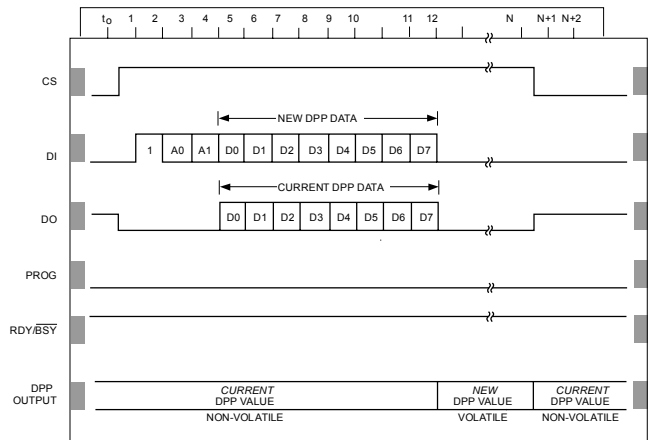 to 1 2 3 4 5 6 7 8 9 10 11 12 N N+1 N+2
CS
NEW DPP DATA
DI 1 A0 A1 D0 D1 D2 D3 D4 D5 D6 D7
CURRENT DPP DATA
DO D0 D1 D2 D3 D4 D5 D6 D7
PROG
RDY/BSY
DPP OUTPUT
CURRENT DPP VALUE
NON-VOLATILE
NEW DPP VALUE
VOLATILE
CURRENT DPP VALUE
NON-VOLATILE